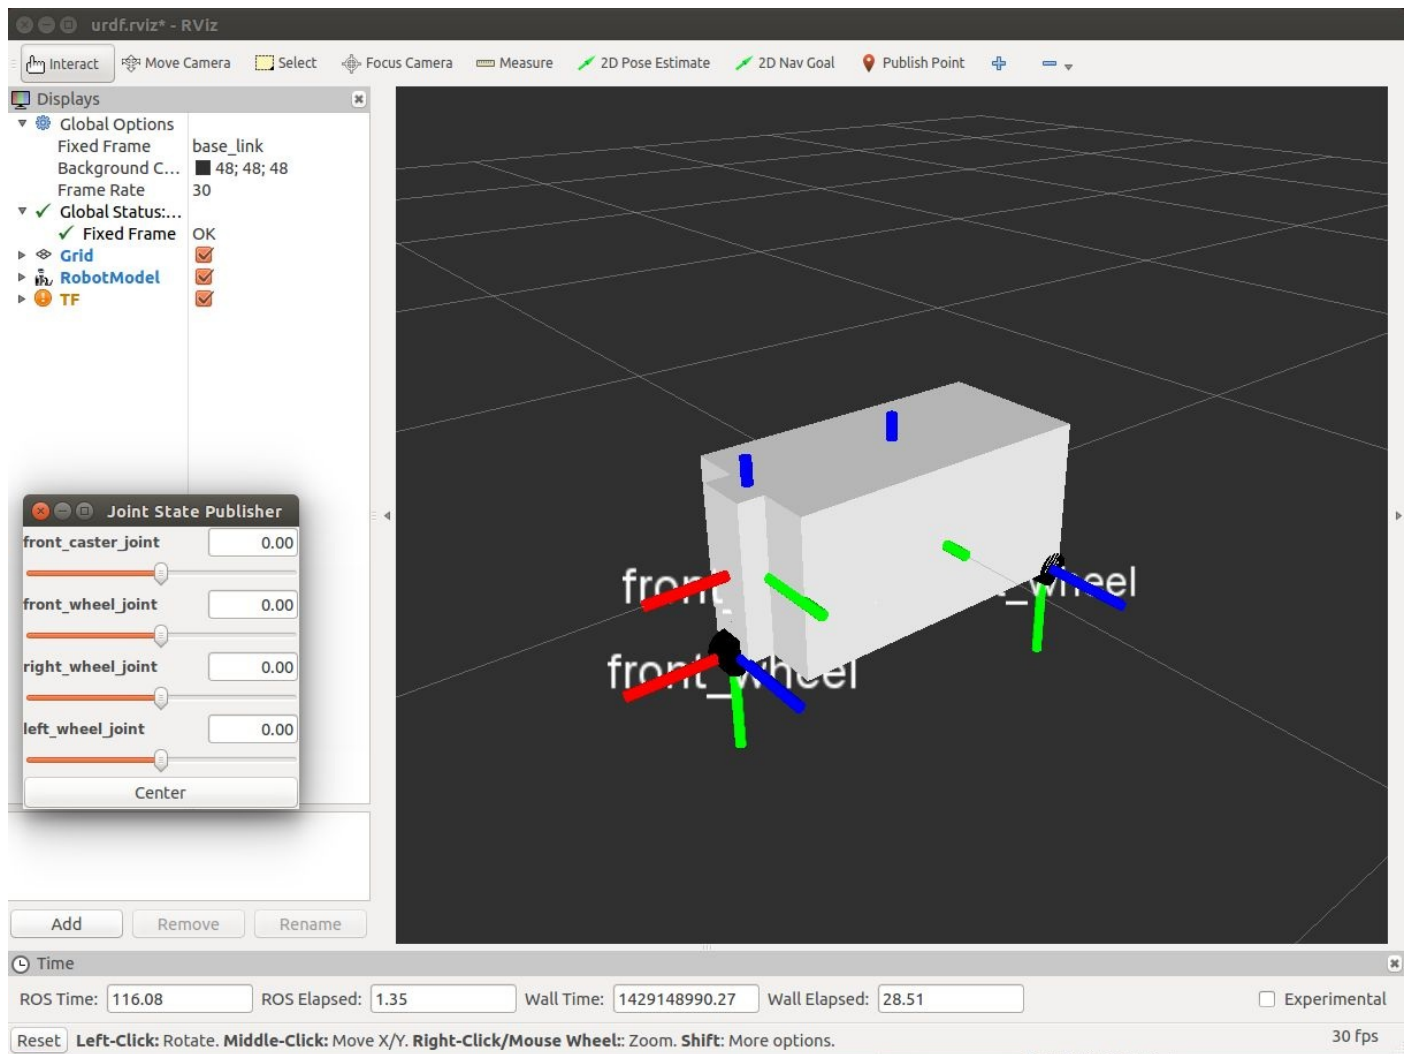 urdf.rviz* - RViz
Interact Move Camera Select Focus Camera Measure 2D Pose Estimate 2D Nav Goal Publish Point
Displays
Global Options
Fixed Frame base_link
Background C... 48; 48; 48
Frame Rate 30
Global Status:...
Fixed Frame OK
Grid
RobotModel
TF
Joint State Publisher
front_caster_joint 0.00
front_wheel_joint 0.00
right_wheel_joint 0.00
left_wheel_joint 0.00
Center
front_
_wheel
front_wheel
Add Remove Rename
Time
ROS Time: 116.08 ROS Elapsed: 1.35 Wall Time: 1429148990.27 Wall Elapsed: 28.51 Experimental
Reset Left-Click: Rotate. Middle-Click: Move X/Y. Right-Click/Mouse Wheel:: Zoom. Shift: More options. 30 fps